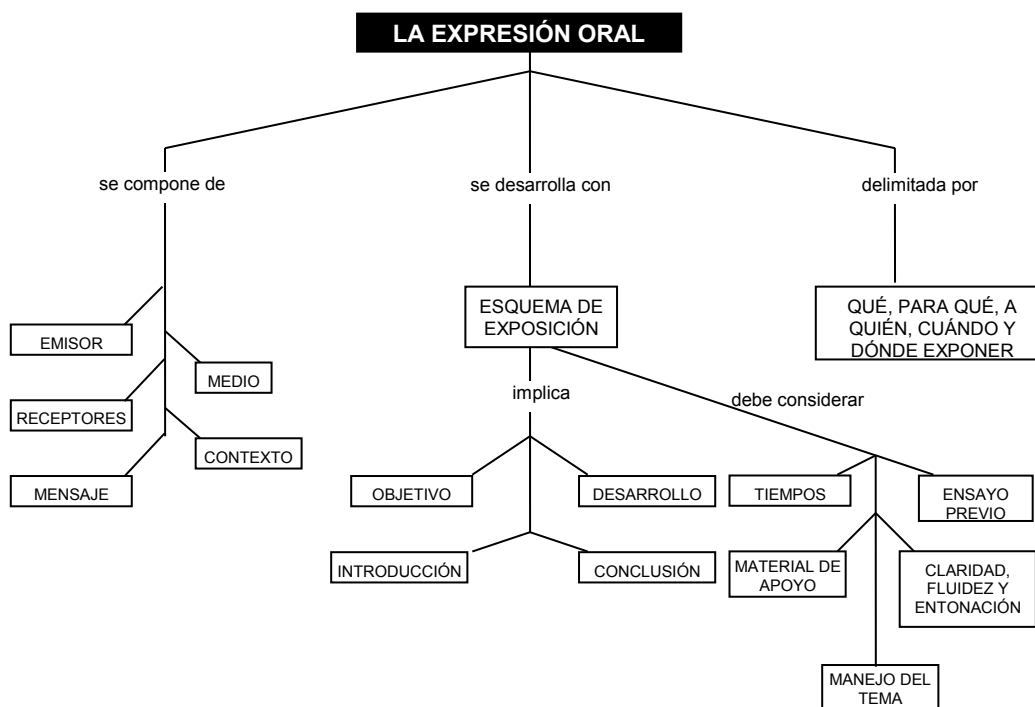 LA EXPRESIÓN ORAL
se compone de
se desarrolla con
delimitada por
EMISOR
MEDIO
RECEPTORES
CONTEXTO
MENSAJE
ESQUEMA DE
EXPOSICIÓN
QUÉ, PARA QUÉ, A
QUIÉN, CUÁNDO Y
DÓNDE EXPONER
implica
debe considerar
OBJETIVO
DESARROLLO
INTRODUCCIÓN
CONCLUSIÓN
TIEMPOS
ENSAYO
PREVIO
MATERIAL DE
APOYO
CLARIDAD,
FLUIDEZ Y
ENTONACIÓN
MANEJO DEL
TEMA